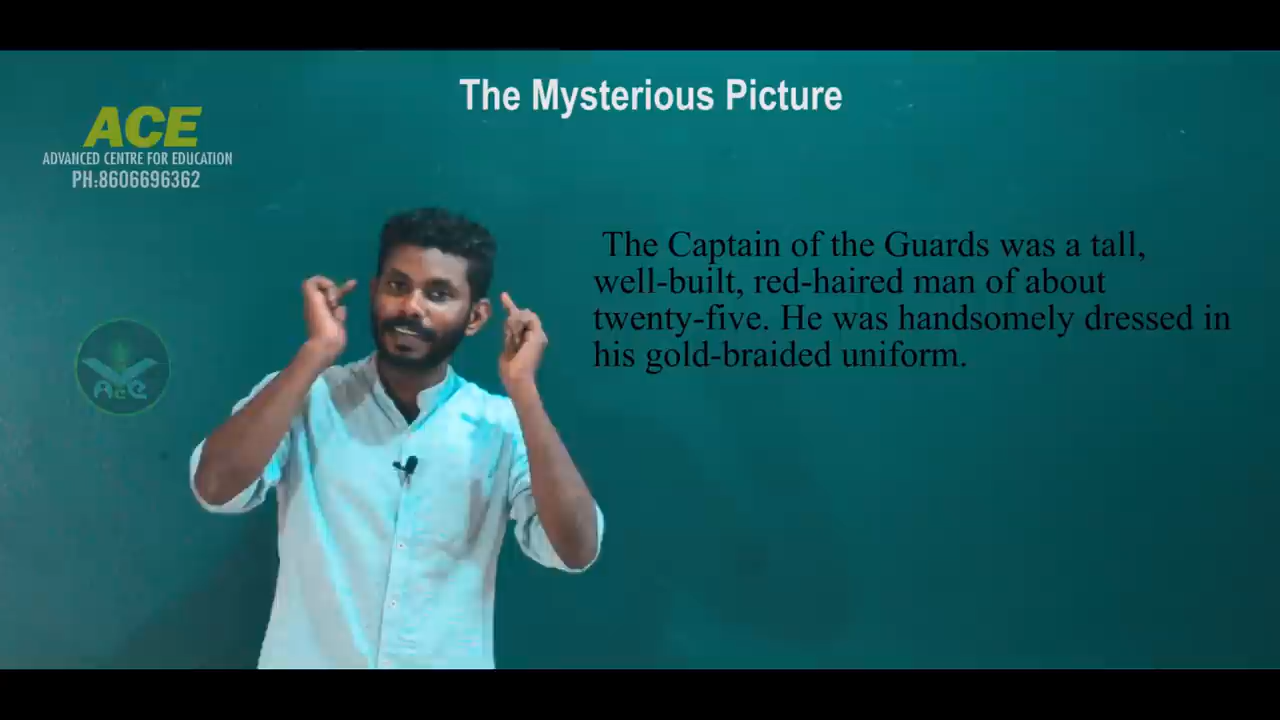 The Mysterious Picture
ACE
ADVANCED CENTRE FOR EDUCATION
PH:8606696362
The Captain of the Guards was a tall,
well-built, red-haired man of about
twenty-five. He was handsomely dressed in
his gold-braided uniform.
AcE